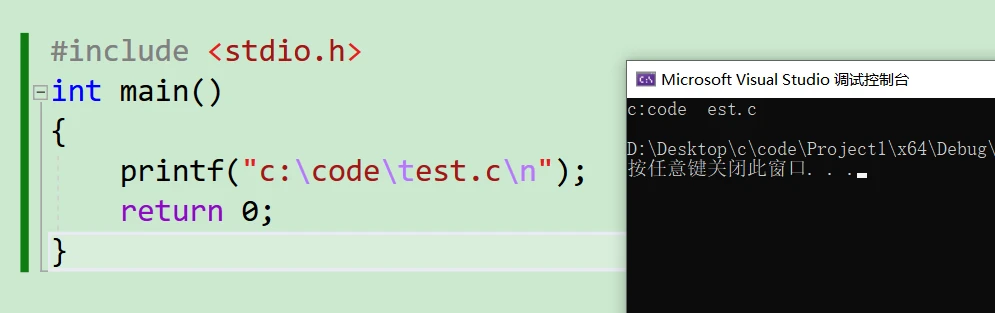 #include <stdio.h>
int main()
{
    printf("c:\code\test.c\n");
    return 0;
}
Microsoft Visual Studio 调试控制台
c:code  est.c
D:\Desktop\c\code\Project1\x64\Debug\
按任意键关闭此窗口. . .